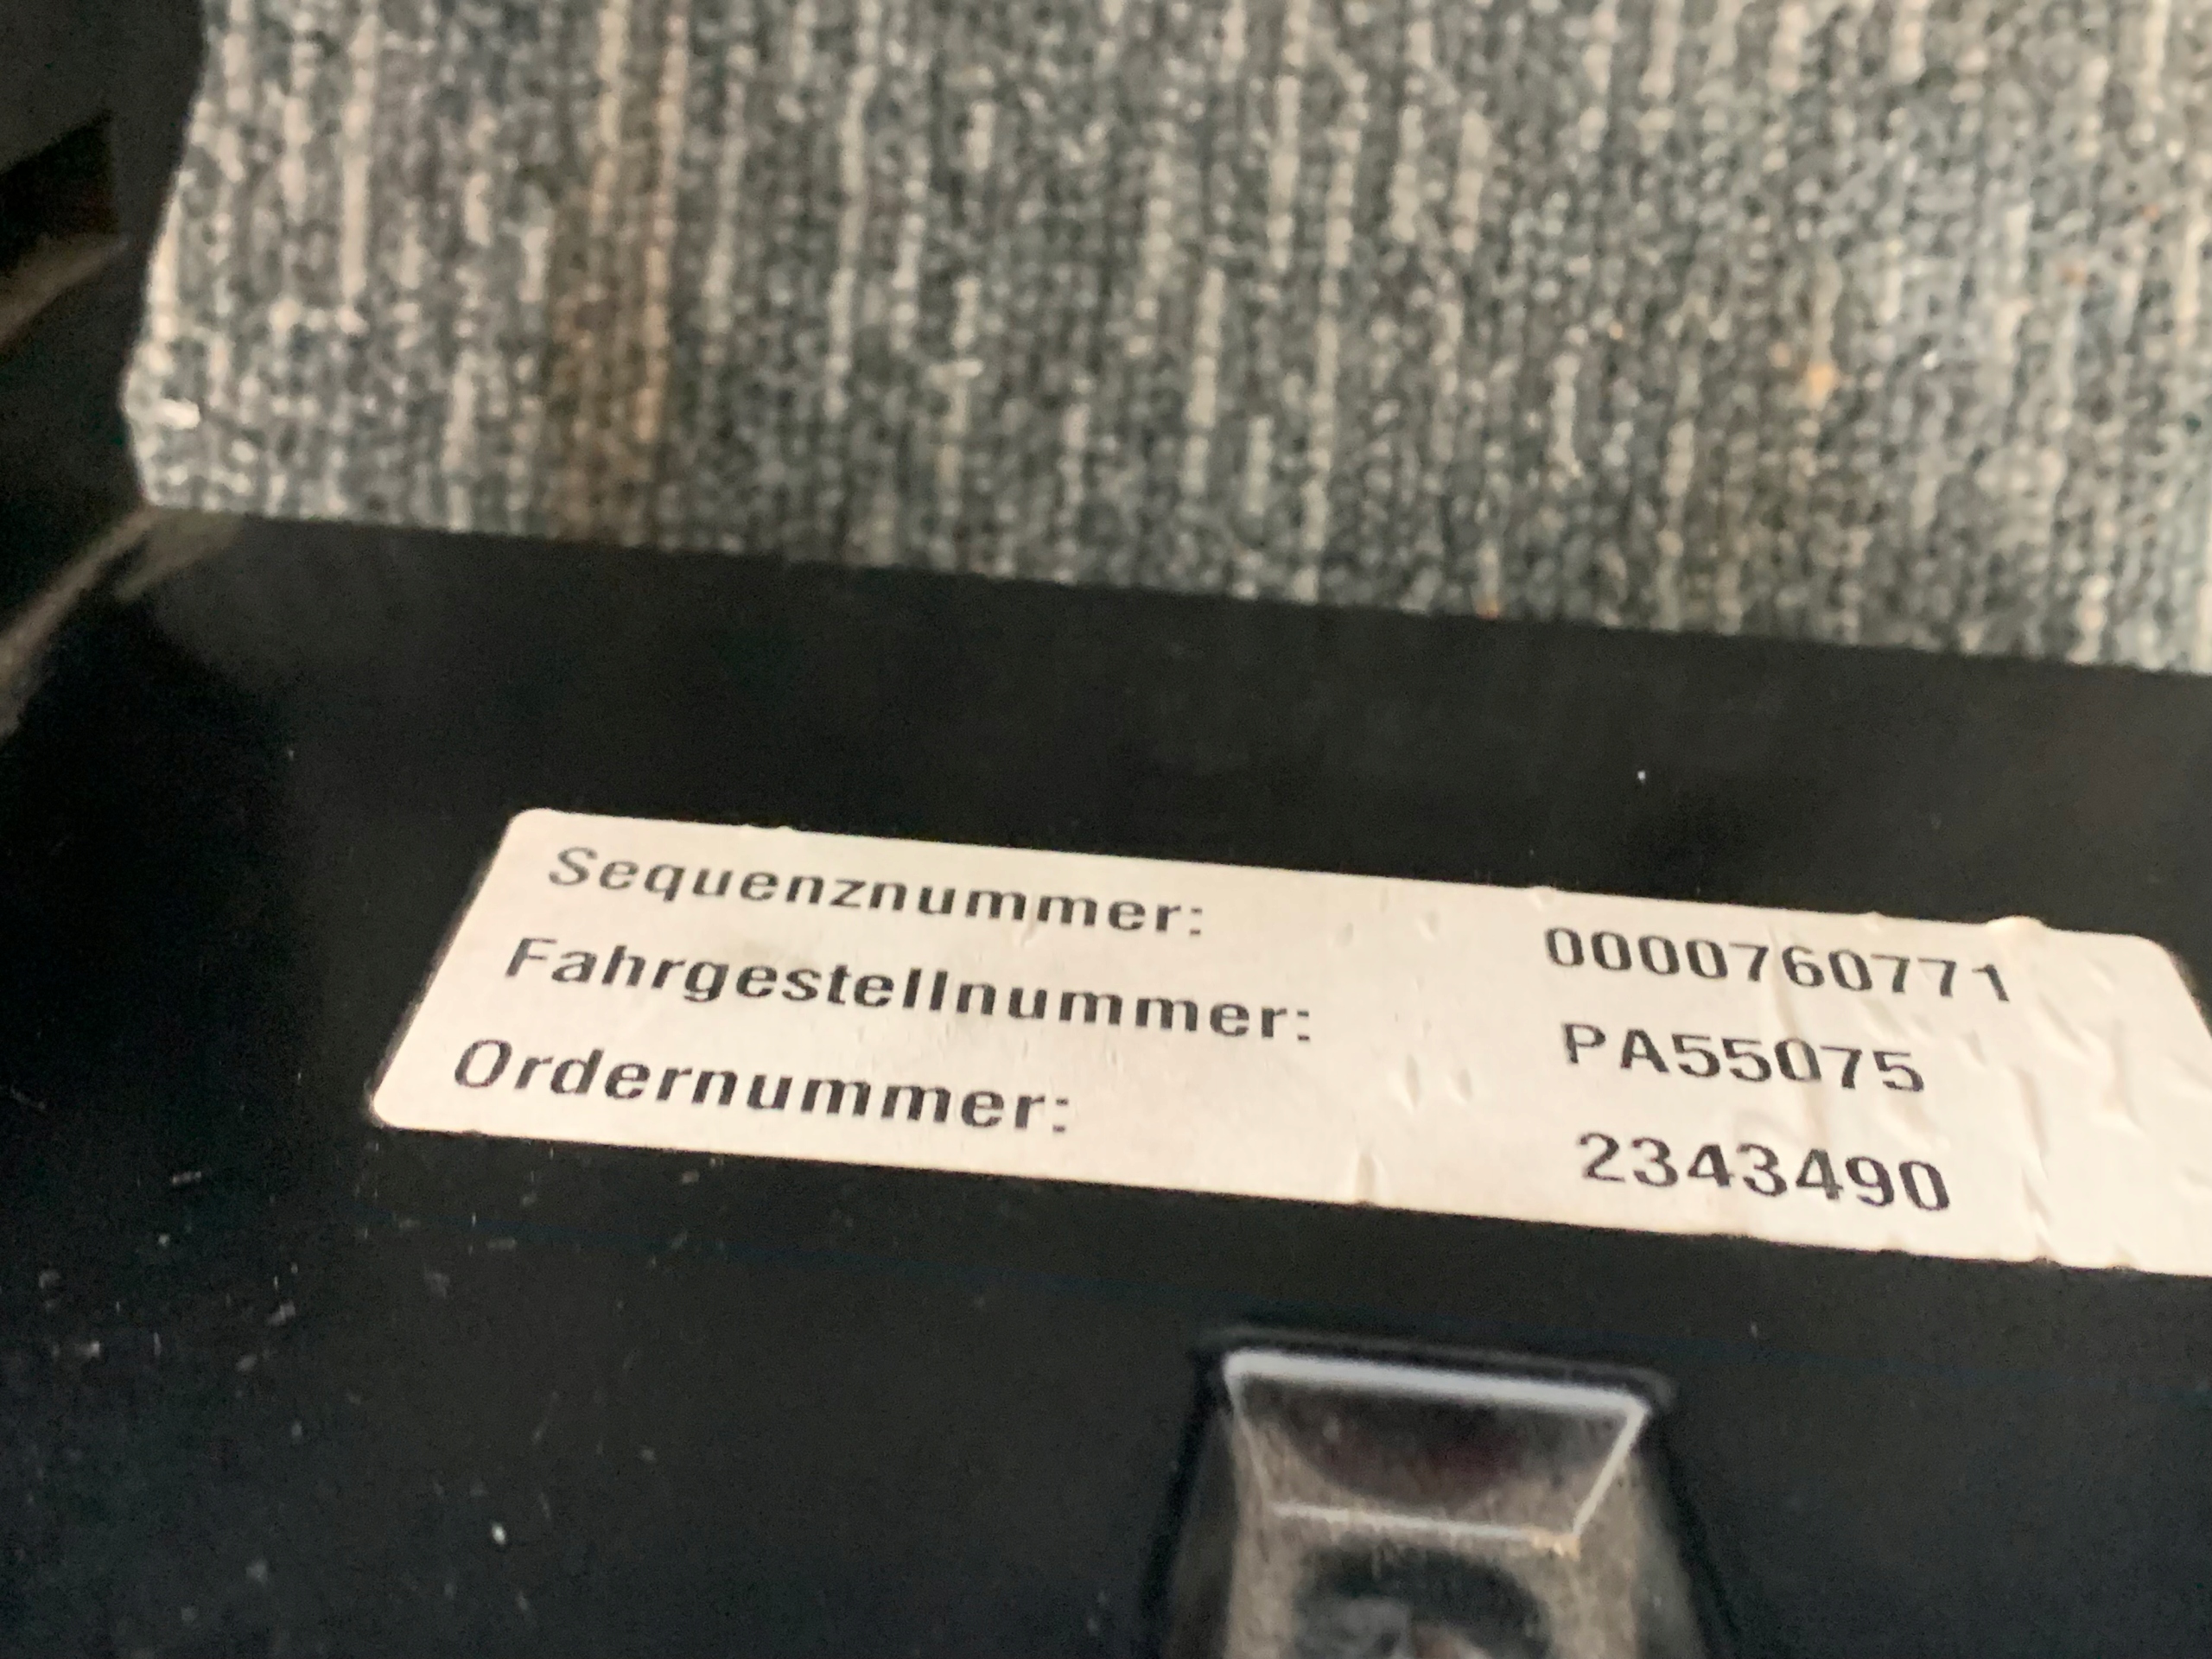 Sequenznummer: 0000760771
Fahrgestellnummer: PA55075
Ordernummer: 2343490